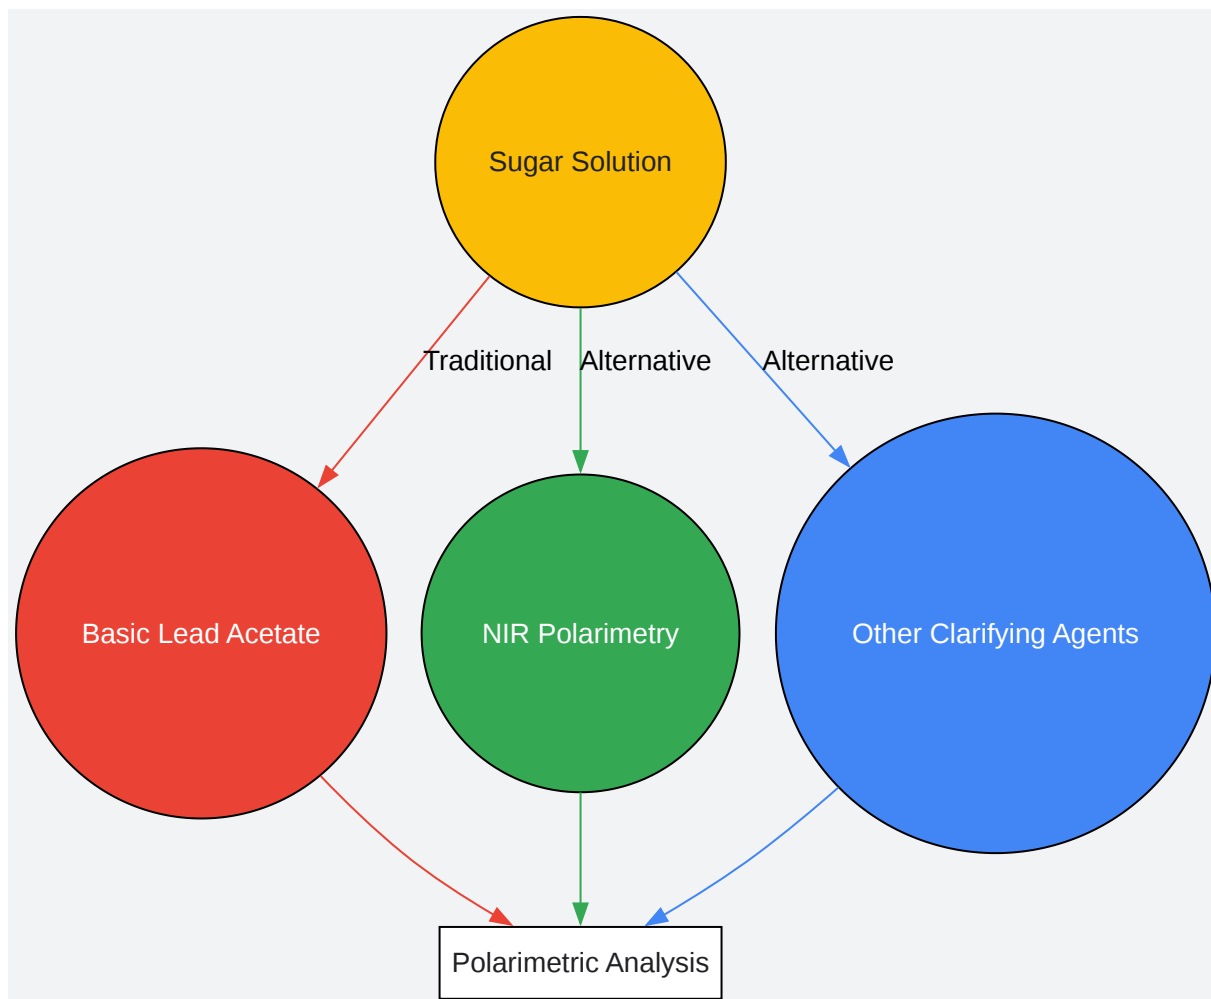 Sugar Solution
Traditional
Alternative
Alternative
Basic Lead Acetate
NIR Polarimetry
Other Clarifying Agents
Polarimetric Analysis